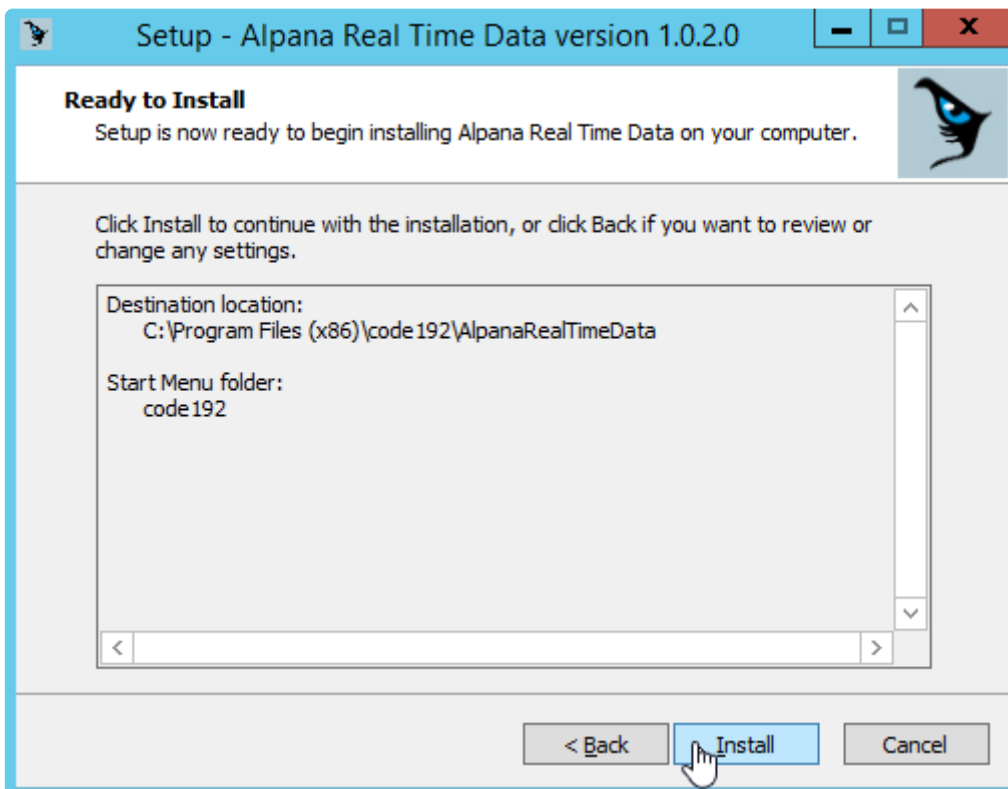 Setup - Alpana Real Time Data version 1.0.2.0
Ready to Install
Setup is now ready to begin installing Alpana Real Time Data on your computer.
Click Install to continue with the installation, or click Back if you want to review or
change any settings.
Destination location:
C:\Program Files (x86)\code192\AlpanaRealTimeData
Start Menu folder:
code192
< Back
Install
Cancel